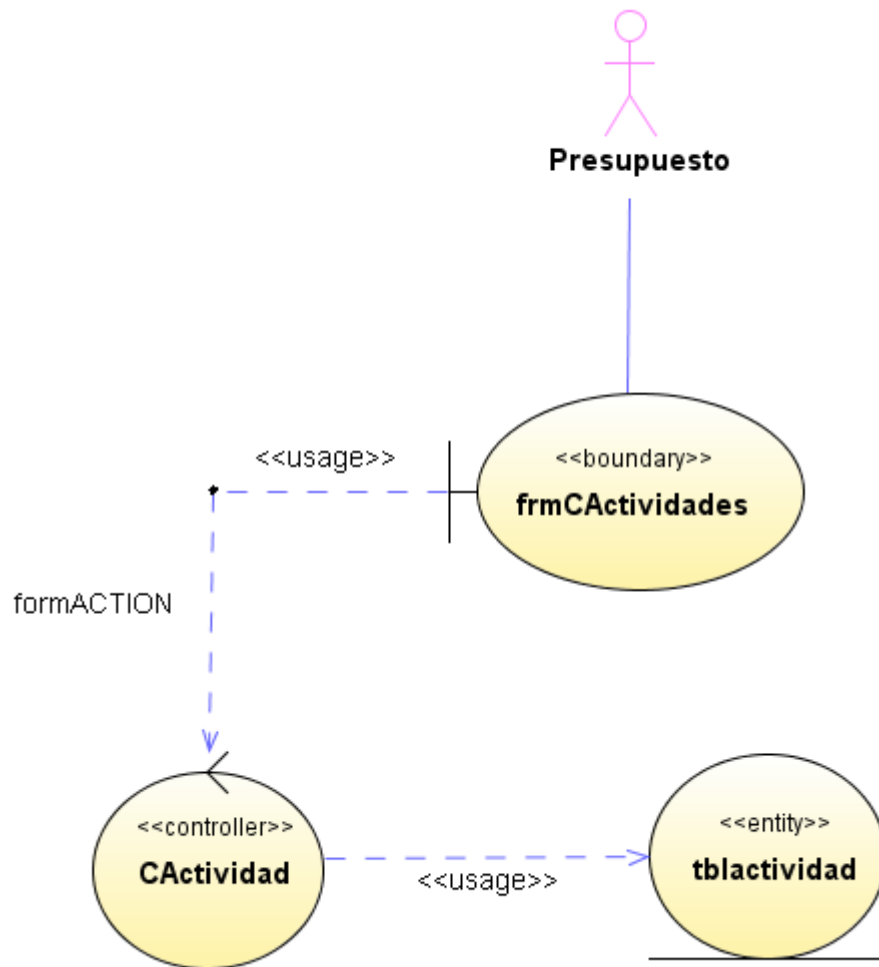 Presupuesto
<<usage>>
<<boundary>>
frmCActividades
formACTION
<<controller>>
CActividad
<<usage>>
<<entity>>
tblactividad